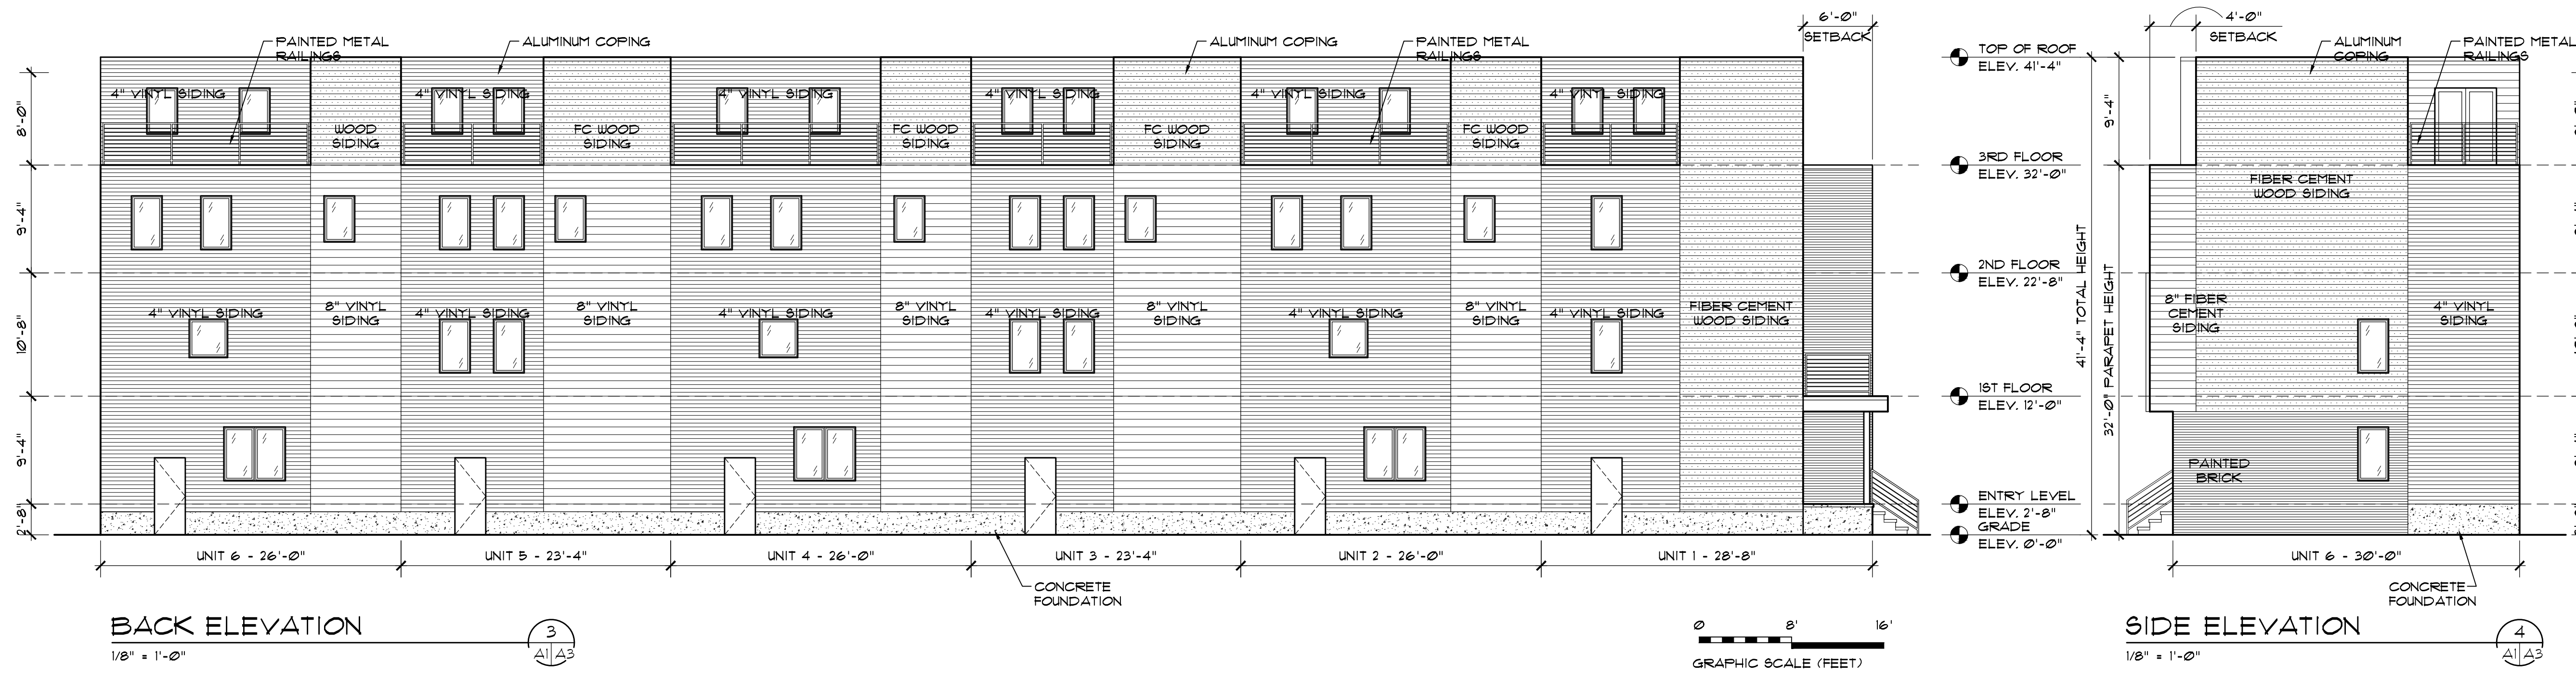 6'-0"
SETBACK
4'-0"
SETBACK
PAINTED METAL
RAILINGS
ALUMINUM COPING
ALUMINUM COPING
PAINTED METAL
RAILINGS
TOP OF ROOF
ELEV. 41'-4"
ALUMINUM
COPING
PAINTED METAL
RAILINGS
8'-0"
4" VINYL SIDING
4" VINYL SIDING
4" VINYL SIDING
4" VINYL SIDING
4" VINYL SIDING
4" VINYL SIDING
9'-4"
WOOD
SIDING
FC WOOD
SIDING
FC WOOD
SIDING
FC WOOD
SIDING
FC WOOD
SIDING
3RD FLOOR
ELEV. 32'-0"
FIBER CEMENT
WOOD SIDING
9'-4"
2ND FLOOR
ELEV. 22'-8"
41'-4" TOTAL HEIGHT
32'-0" PARAPET HEIGHT
10'-8"
4" VINYL SIDING
8" VINYL
SIDING
4" VINYL SIDING
8" VINYL
SIDING
4" VINYL SIDING
8" VINYL
SIDING
4" VINYL SIDING
8" VINYL
SIDING
4" VINYL SIDING
8" VINYL
SIDING
4" VINYL SIDING
FIBER CEMENT
WOOD SIDING
8" FIBER
CEMENT
SIDING
4" VINYL
SIDING
1ST FLOOR
ELEV. 12'-0"
9'-4"
PAINTED
BRICK
2'-8"
ENTRY LEVEL
ELEV. 2'-8"
GRADE
ELEV. 0'-0"
UNIT 6 - 26'-0"
UNIT 5 - 23'-4"
UNIT 4 - 26'-0"
UNIT 3 - 23'-4"
UNIT 2 - 26'-0"
UNIT 1 - 28'-8"
UNIT 6 - 30'-0"
CONCRETE
FOUNDATION
CONCRETE
FOUNDATION
BACK ELEVATION
1/8" = 1'-0"
3
A1 A3
0 8' 16'
GRAPHIC SCALE (FEET)
SIDE ELEVATION
1/8" = 1'-0"
4
A1 A3